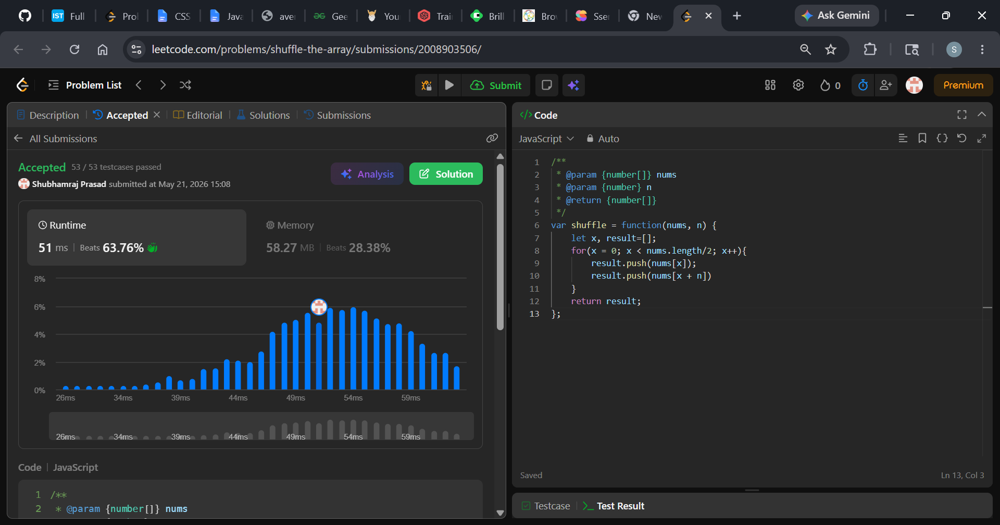 IST Full
Prol
CSS
Java
aver
Gee
You
Trai
Brill
Brov
Sser
New
Ask Gemini
leetcode.com/problems/shuffle-the-array/submissions/2008903506/
S
Problem List
Submit
0
Premium
Description
Accepted
Editorial
Solutions
Submissions
All Submissions
Accepted 53 / 53 testcases passed
Shubhamraj Prasad submitted at May 21, 2026 15:08
Analysis
Solution
Runtime
51 ms | Beats 63.76%
Memory
58.27 MB | Beats 28.38%
8%
6%
4%
2%
0%
26ms 34ms 39ms 44ms 49ms 54ms 59ms
26ms 34ms 39ms 44ms 49ms 54ms 59ms
Code | JavaScript
1 /**
2 * @param {number[]} nums
</> Code
JavaScript
Auto
1 /**
2 * @param {number[]} nums
3 * @param {number} n
4 * @return {number[]}
5 */
6 var shuffle = function(nums, n) {
7 let x, result=[];
8 for(x = 0; x < nums.length/2; x++){
9 result.push(nums[x]);
10 result.push(nums[x + n])
11 }
12 return result;
13 };
Saved
Ln 13, Col 3
Testcase
Test Result